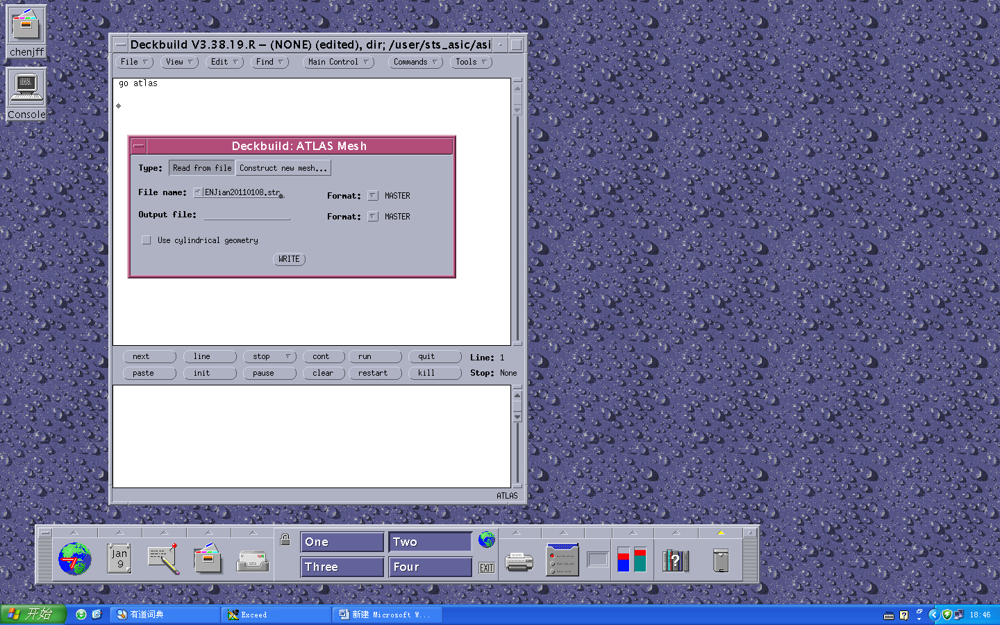 chenjff
Console
Deckbuild V3.38.19.R – (NONE) (edited), dir; /user/sts_asic/asi
File View Edit Find Main Control Commands Tools
go atlas
Deckbuild: ATLAS Mesh
Type: Read from file Construct new mesh...
File name: < ENJian20110108.str Format: MASTER
Output file: Format: MASTER
Use cylindrical geometry
WRITE
next line stop cont run quit Line: 1
paste init pause clear restart kill Stop: None
ATLAS
Jan
9
One Two
Three Four
EXIT
开始 有道词典 Exceed 新建 Microsoft W... 18:46